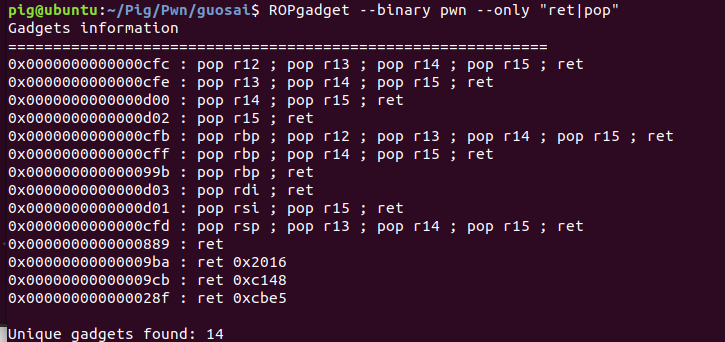 pig@ubuntu:~/Pig/Pwn/guosai$ ROPgadget --binary pwn --only "ret|pop"
Gadgets information
============================================================
0x0000000000000cfc : pop r12 ; pop r13 ; pop r14 ; pop r15 ; ret
0x0000000000000cfe : pop r13 ; pop r14 ; pop r15 ; ret
0x0000000000000d00 : pop r14 ; pop r15 ; ret
0x0000000000000d02 : pop r15 ; ret
0x0000000000000cfb : pop rbp ; pop r12 ; pop r13 ; pop r14 ; pop r15 ; ret
0x0000000000000cff : pop rbp ; pop r14 ; pop r15 ; ret
0x000000000000099b : pop rbp ; ret
0x0000000000000d03 : pop rdi ; ret
0x0000000000000d01 : pop rsi ; pop r15 ; ret
0x0000000000000cfd : pop rsp ; pop r13 ; pop r14 ; pop r15 ; ret
0x0000000000000889 : ret
0x00000000000009ba : ret 0x2016
0x00000000000009cb : ret 0xc148
0x000000000000028f : ret 0xcbe5
Unique gadgets found: 14